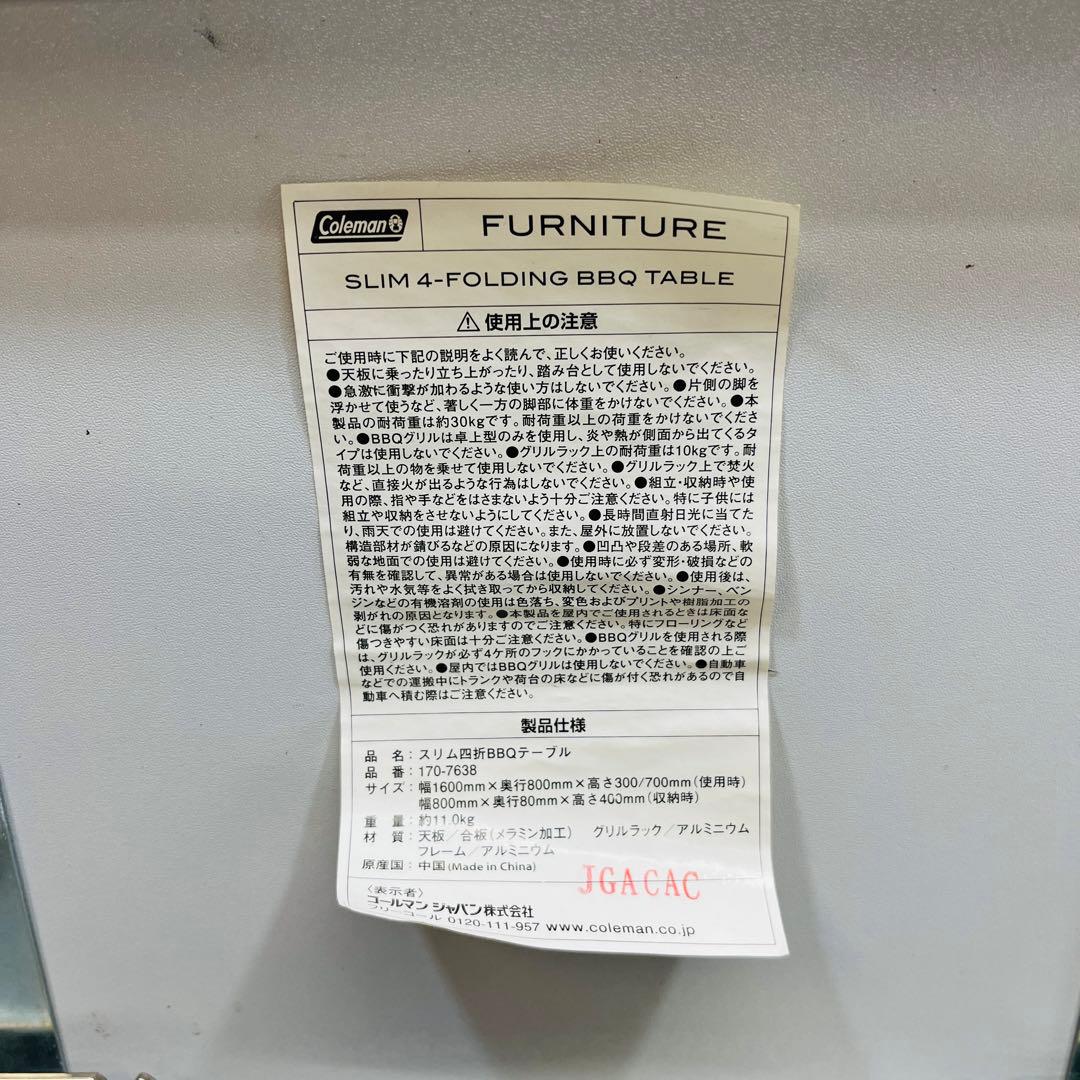 Coleman
FURNITURE
SLIM 4-FOLDING BBQ TABLE
⚠ 使用上の注意
ご使用時に下記の説明をよく読んで、正しくお使いください。
●天板に乗ったり立ち上がったり、踏み台として使用しないでください。
●急激に衝撃が加わるような使い方はしないでください。●片側の脚を
浮かせて使うなど、著しく一方の脚部に体重をかけないでください。●本
製品の耐荷重は約30kgです。耐荷重以上の荷重をかけないでくださ
い。●BBQグリルは卓上型のみを使用し、炎や熱が側面から出てくるタ
イプは使用しないでください。●グリルラック上の耐荷重は10kgです。耐
荷重以上の物を乗せて使用しないでください。●グリルラック上で焚火
など、直接火が出るような行為はしないでください。●組立・収納時や使
用の際、指や手などをはさまないよう十分ご注意ください。特に子供には
組立や収納をさせないようにしてください。●長時間直射日光に当てた
り、雨天での使用は避けてください。また、屋外に放置しないでください。
構造部材が錆びるなどの原因になります。●凹凸や段差のある場所、軟
弱な地面での使用は避けてください。●使用時に必ず変形・破損などの
有無を確認して、異常がある場合は使用しないでください。●使用後は、
汚れや水気等をよく拭き取ってから収納してください。●シンナー、ベン
ジンなどの有機溶剤の使用は色落ち、変色およびプリントや樹脂加工の
剥がれの原因となります。●本製品を屋内でご使用されるときは床面な
どに傷がつく恐れがありますのでご注意ください。特にフローリングなど
傷つきやすい床面は十分ご注意ください。●BBQグリルを使用される際
は、グリルラックが必ず4ケ所のフックにかかっていることを確認の上ご
使用ください。●屋内ではBBQグリルは使用しないでください。●自動車
などでの運搬中にトランクや荷台の床などに傷が付く恐れがあるので自
動車へ積む際はご注意ください。
製品仕様
品 名：スリム四折BBQテーブル
品 番：170-7638
サイズ：幅1600mm×奥行800mm×高さ300/700mm(使用時)
幅800mm×奥行80mm×高さ400mm(収納時)
重 量：約11.0kg
材 質：天板／合板(メラミン加工) グリルラック／アルミニウム
フレーム／アルミニウム
原産国：中国(Made in China)
JGACAC
〈表示者〉
コールマン ジャパン株式会社
フリーコール 0120-111-957 www.coleman.co.jp